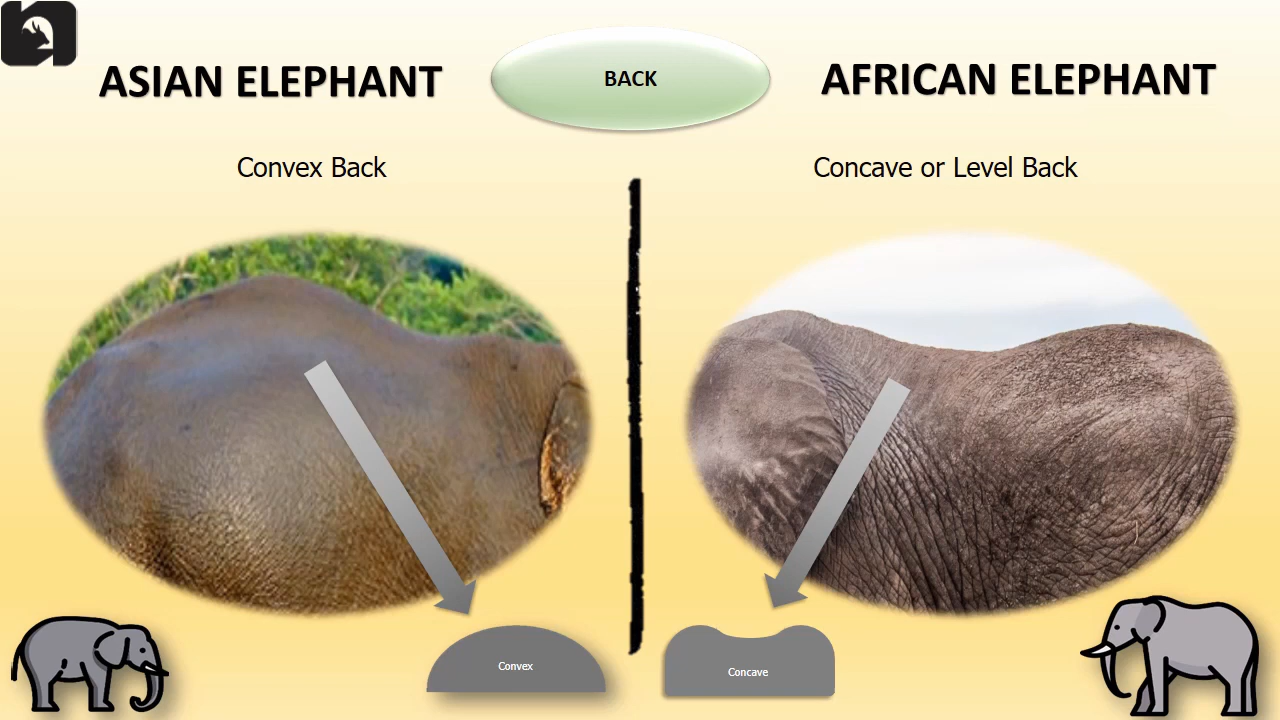 ASIAN ELEPHANT
BACK
AFRICAN ELEPHANT
Convex Back
Concave or Level Back
Convex
Concave